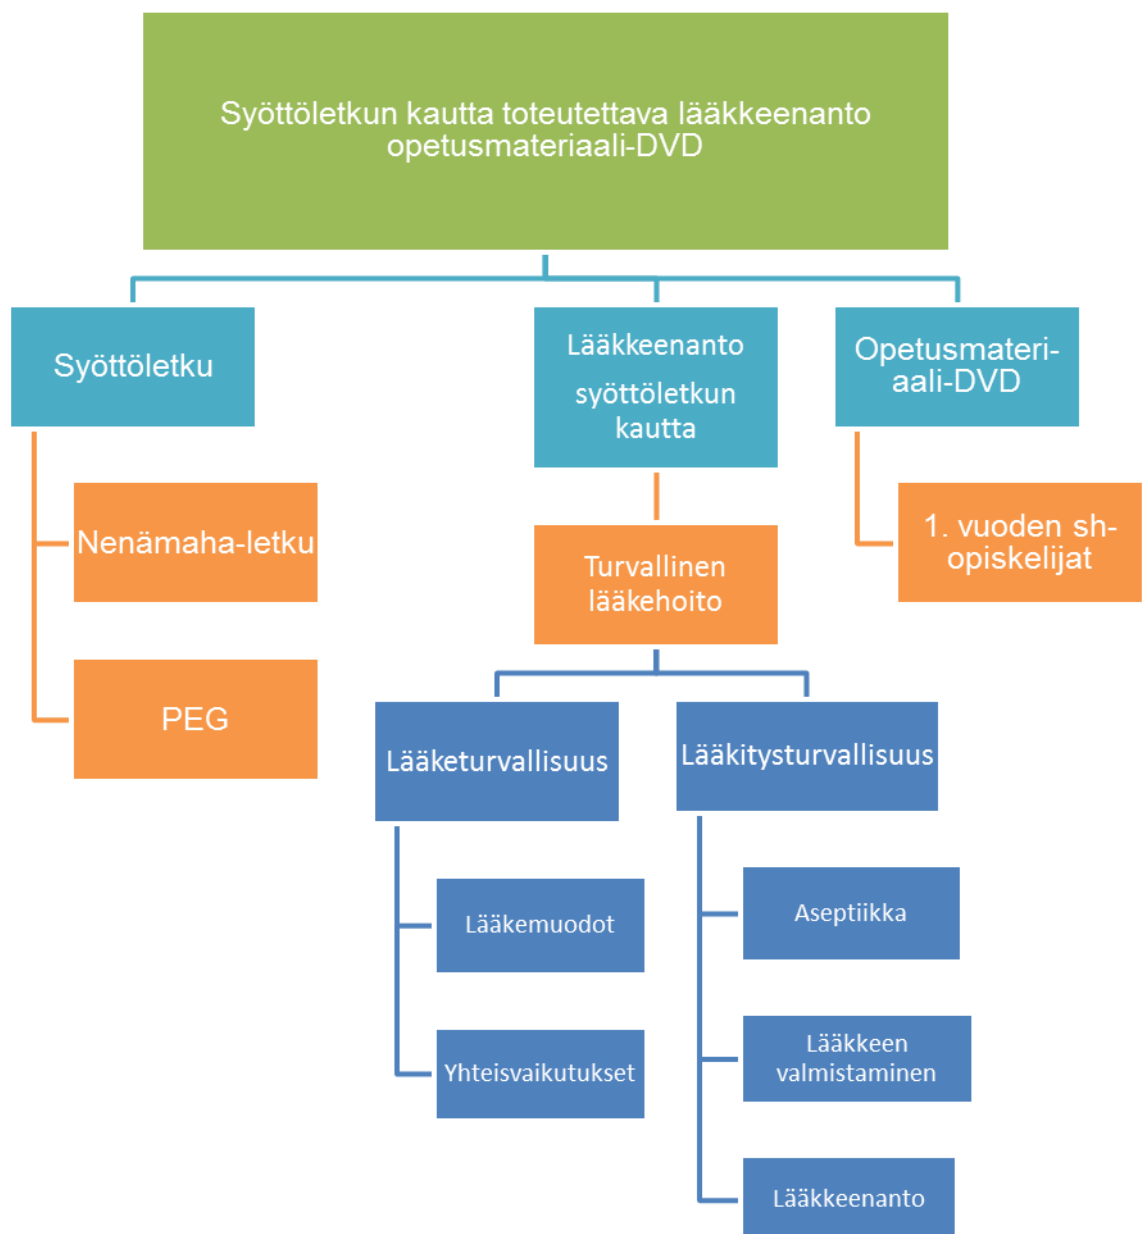 Syöttöletkun kautta toteutettava lääkkeenanto
opetusmateriaali-DVD
Syöttöletku
Lääkkeenanto
syöttöletkun
kautta
Opetusmateri-
aali-DVD
Nenämaha-letku
PEG
Turvallinen
lääkehoito
1. vuoden sh-
opiskelijat
Lääketurvallisuus
Lääkitysturvallisuus
Lääkemuodot
Yhteisvaikutukset
Aseptiikka
Lääkkeen
valmistaminen
Lääkkeenanto